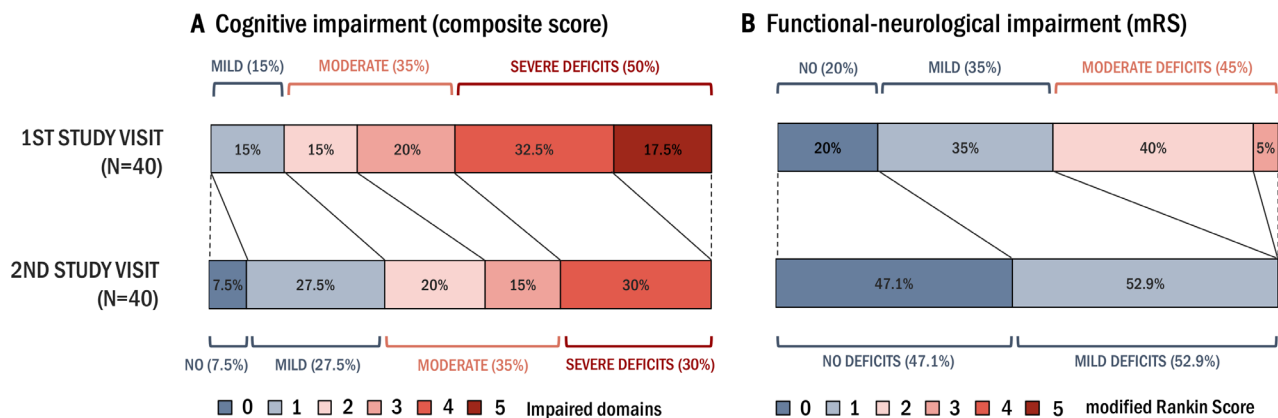 A Cognitive impairment (composite score)
B Functional-neurological impairment (mRS)
MILD (15%) MODERATE (35%) SEVERE DEFICITS (50%)
NO (20%) MILD (35%) MODERATE DEFICITS (45%)
1ST STUDY VISIT
(N=40)
15% 15% 20% 32.5% 17.5%
20% 35% 40% 5%
2ND STUDY VISIT
(N=40)
7.5% 27.5% 20% 15% 30%
47.1% 52.9%
NO (7.5%) MILD (27.5%) MODERATE (35%) SEVERE DEFICITS (30%)
NO DEFICITS (47.1%) MILD DEFICITS (52.9%)
0 1 2 3 4 5 Impaired domains
0 1 2 3 4 5 modified Rankin Score